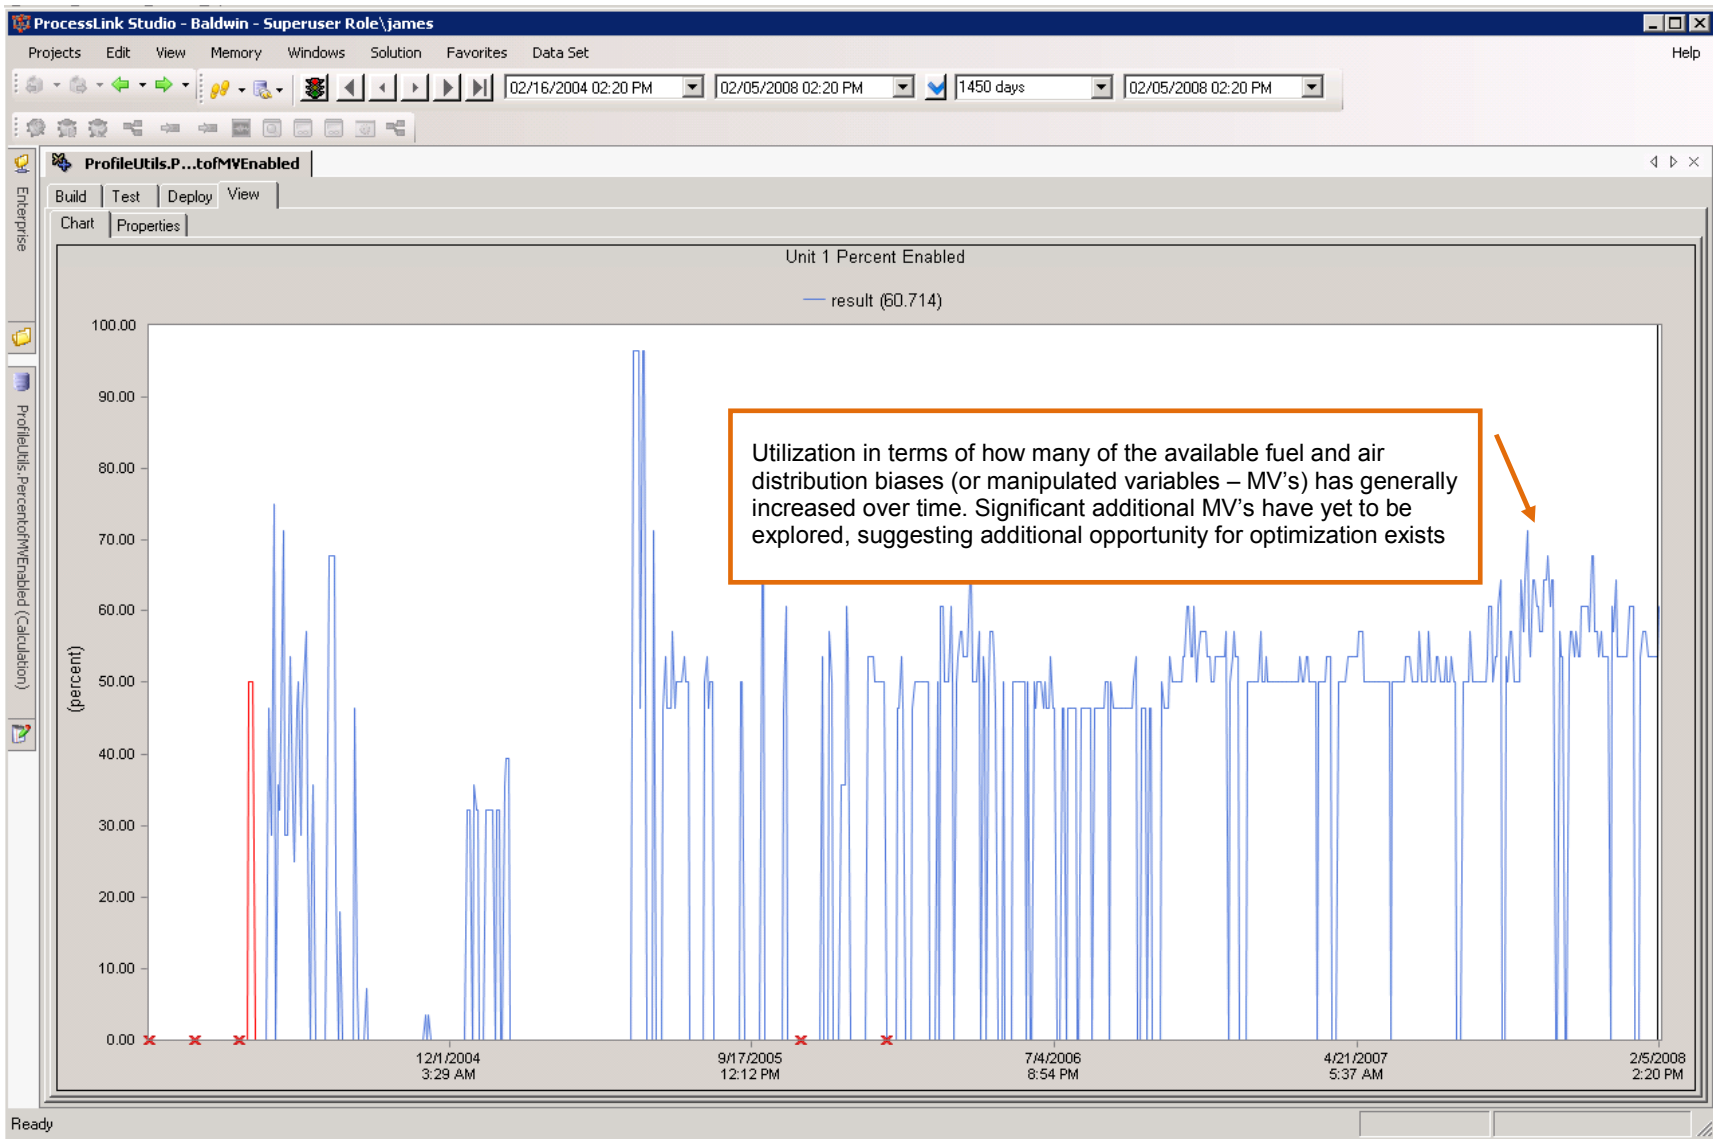 ProcessLink Studio - Baldwin - Superuser Role\james
Projects Edit View Memory Windows Solution Favorites Data Set Help
02/16/2004 02:20 PM 02/05/2008 02:20 PM 1450 days 02/05/2008 02:20 PM
ProfileUtils.P...tofMVEnabled
Build Test Deploy View
Chart Properties
Enterprise
ProfileUtils.PercentofMVEnabled (Calculation)
Unit 1 Percent Enabled
result (60.714)
100.00
90.00
80.00
70.00
60.00
50.00
40.00
30.00
20.00
10.00
0.00
(percent)
Utilization in terms of how many of the available fuel and air
distribution biases (or manipulated variables – MV's) has generally
increased over time. Significant additional MV's have yet to be
explored, suggesting additional opportunity for optimization exists
12/1/2004 9/17/2005 7/4/2006 4/21/2007 2/5/2008
3:29 AM 12:12 PM 8:54 PM 5:37 AM 2:20 PM
Ready